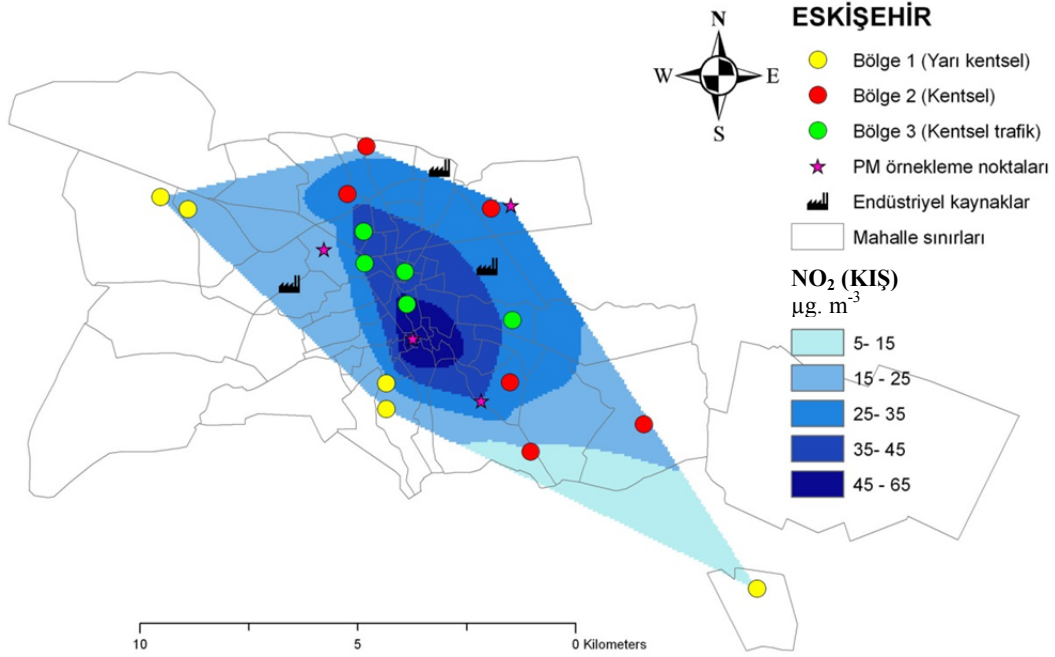 ESKİŞEHİR
N
W
E
S
Bölge 1 (Yarı kentsel)
Bölge 2 (Kentsel)
Bölge 3 (Kentsel trafik)
PM örnekleme noktaları
Endüstriyel kaynaklar
Mahalle sınırları
NO₂ (KIŞ)
µg. m⁻³
5- 15
15 - 25
25- 35
35- 45
45 - 65
10 5 0 Kilometers